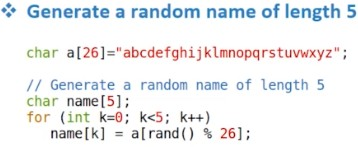 ❖ Generate a random name of length 5
char a[26]="abcdefghijklmnopqrstuvwxyz";
// Generate a random name of length 5
char name[5];
for (int k=0; k<5; k++)
    name[k] = a[rand() % 26];